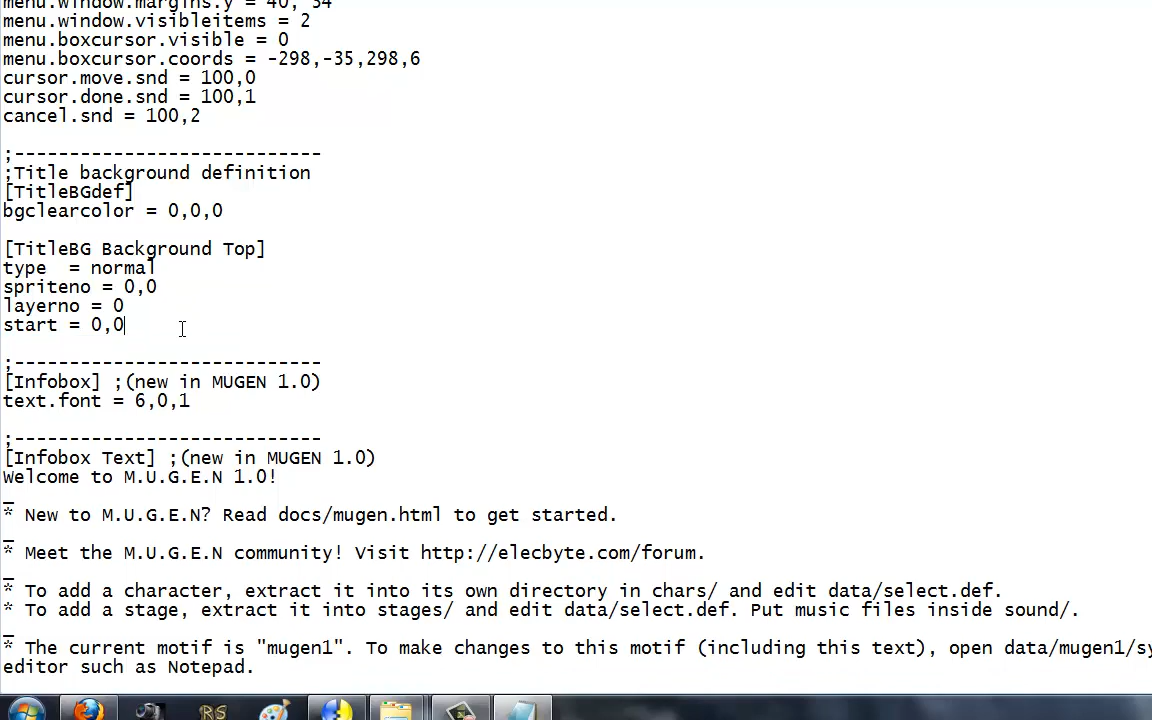 menu.window.margins.y = 40, 34
menu.window.visibleitems = 2
menu.boxcursor.visible = 0
menu.boxcursor.coords = -298,-35,298,6
cursor.move.snd = 100,0
cursor.done.snd = 100,1
cancel.snd = 100,2
;----------------------------
;Title background definition
[TitleBGdef]
bgclearcolor = 0,0,0
[TitleBG Background Top]
type  = normal
spriteno = 0,0
layerno = 0
start = 0,0
;----------------------------
[Infobox] ;(new in MUGEN 1.0)
text.font = 6,0,1
;----------------------------
[Infobox Text] ;(new in MUGEN 1.0)
Welcome to M.U.G.E.N 1.0!
_
* New to M.U.G.E.N? Read docs/mugen.html to get started.
_
* Meet the M.U.G.E.N community! Visit http://elecbyte.com/forum.
_
* To add a character, extract it into its own directory in chars/ and edit data/select.def.
* To add a stage, extract it into stages/ and edit data/select.def. Put music files inside sound/.
_
* The current motif is "mugen1". To make changes to this motif (including this text), open data/mugen1/sy
editor such as Notepad.
RS